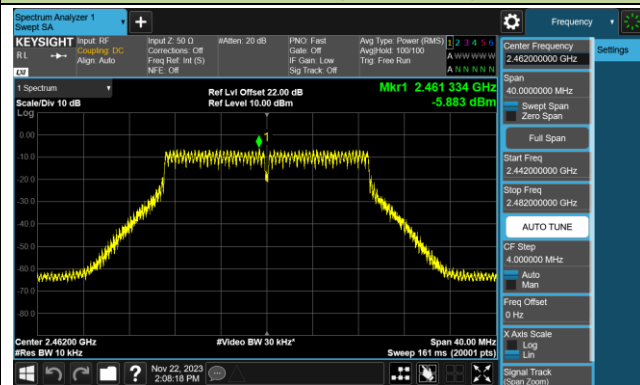 Spectrum Analyzer 1
Swept SA
Frequency
KEYSIGHT
Input: RF
Input Z: 50 Ω
#Atten: 20 dB
PNO: Fast
Avg Type: Power (RMS)
1 2 3 4 5 6
RL
Coupling: DC
Corrections: Off
Gate: Off
Avg|Hold: 100/100
A W W W W W
Align: Auto
Freq Ref: Int (S)
IF Gain: Low
Trig: Free Run
NFE: Off
Sig Track: Off
A N N N N N
LXI
1 Spectrum
Ref Lvl Offset 22.00 dB
Mkr1 2.461 334 GHz
Scale/Div 10 dB
Ref Level 10.00 dBm
-5.883 dBm
Log
1
0.00
-10.0
-20.0
-30.0
-40.0
-50.0
-60.0
-70.0
-80.0
Center 2.46200 GHz
#Video BW 30 kHz*
Span 40.00 MHz
#Res BW 10 kHz
Sweep 161 ms (20001 pts)
Nov 22, 2023
2:08:18 PM
Center Frequency
2.462000000 GHz
Settings
Span
40.0000000 MHz
Swept Span
Zero Span
Full Span
Start Freq
2.442000000 GHz
Stop Freq
2.482000000 GHz
AUTO TUNE
CF Step
4.000000 MHz
Auto
Man
Freq Offset
0 Hz
X Axis Scale
Log
Lin
Signal Track
(Span Zoom)